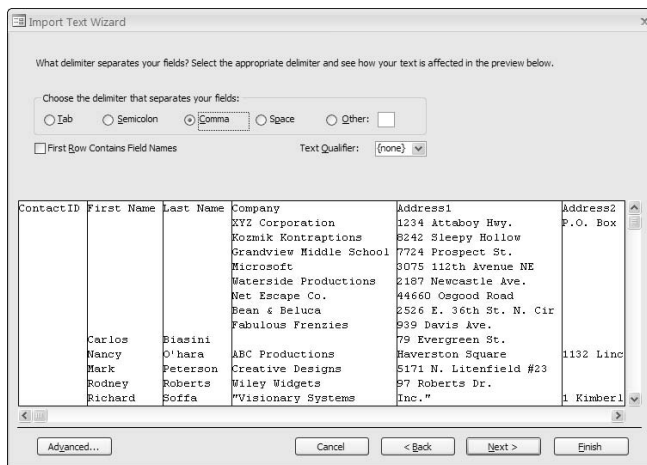 Import Text Wizard
What delimiter separates your fields? Select the appropriate delimiter and see how your text is affected in the preview below.
Choose the delimiter that separates your fields:
Tab Semicolon Comma Space Other:
First Row Contains Field Names Text Qualifier: {none}
ContactID First Name Last Name Company Address1 Address2
XYZ Corporation 1234 Attaboy Hwy. P.O. Box
Kozmik Kontraptions 8242 Sleepy Hollow
Grandview Middle School 7724 Prospect St.
Microsoft 3075 112th Avenue NE
Waterside Productions 2187 Newcastle Ave.
Net Escape Co. 44660 Osgood Road
Bean & Beluca 2526 E. 36th St. N. Cir
Fabulous Frenzies 939 Davis Ave.
Carlos Biasini 79 Evergreen St.
Nancy O'hara ABC Productions Haverston Square 1132 Linc
Mark Peterson Creative Designs 5171 N. Litenfield #23
Rodney Roberts Wiley Widgets 97 Roberts Dr.
Richard Soffa "Visionary Systems Inc." 1 Kimberl
Advanced... Cancel < Back Next > Finish